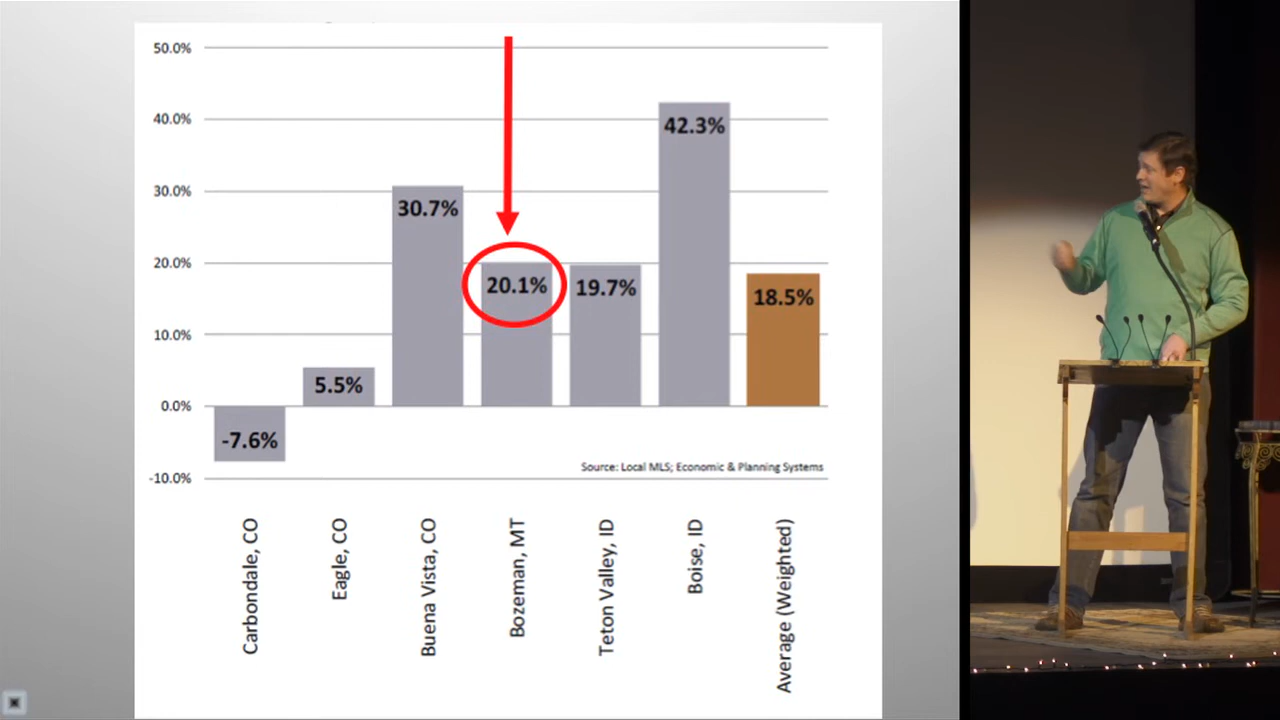 50.0%
40.0%
30.0%
20.0%
10.0%
0.0%
-10.0%
-7.6%
5.5%
30.7%
20.1%
19.7%
42.3%
18.5%
Source: Local MLS; Economic & Planning Systems
Carbondale, CO
Eagle, CO
Buena Vista, CO
Bozeman, MT
Teton Valley, ID
Boise, ID
Average (Weighted)